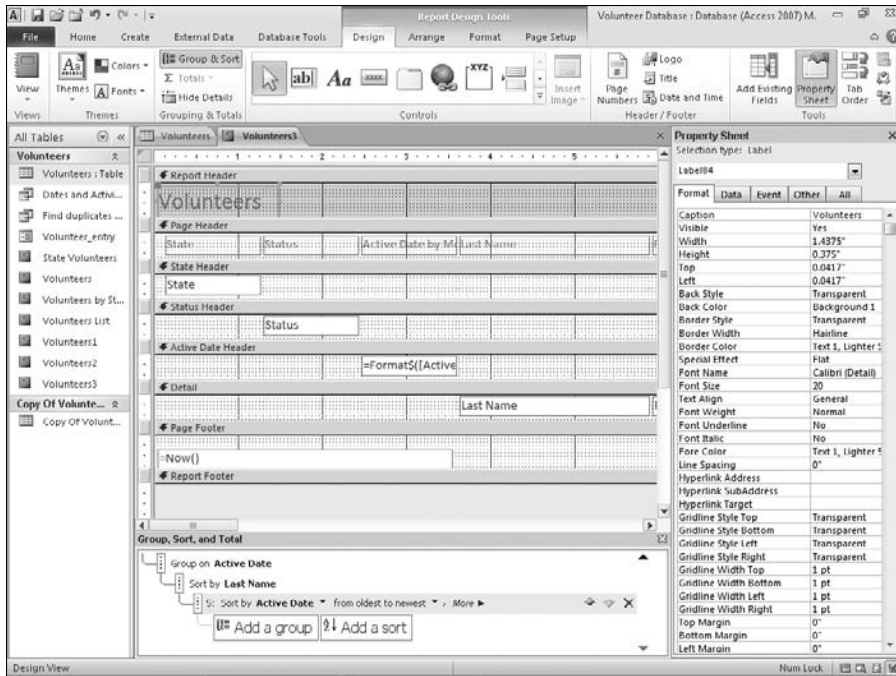 A
Report Design Tools
Volunteer Database : Database (Access 2007) M.
File Home Create External Data Database Tools Design Arrange Format Page Setup
View
Views
Aa
Themes
Colors
A Fonts
Themes
Group & Sort
Σ Totals
Hide Details
Grouping & Totals
ab| Aa XYZ
Controls
Insert Image
Page Numbers
Logo
Title
Date and Time
Header / Footer
Add Existing Fields
Property Sheet
Tab Order
Tools
All Tables
Volunteers
Volunteers : Table
Dates and Activi...
Find duplicates ...
Volunteer_entry
State Volunteers
Volunteers
Volunteers by St...
Volunteers List
Volunteers1
Volunteers2
Volunteers3
Copy Of Volunte...
Copy Of Volunt...
Volunteers Volunteers3
1 2 3 4 5
Report Header
Volunteers
Page Header
State Status Active Date by Mo Last Name
State Header
State
Status Header
Status
Active Date Header
=Format$([Active
Detail
Last Name
Page Footer
=Now()
Report Footer
Group, Sort, and Total
Group on Active Date
Sort by Last Name
Sort by Active Date from oldest to newest , More
Add a group Add a sort
Property Sheet
Selection type: Label
Label84
Format Data Event Other All
Caption Volunteers
Visible Yes
Width 1.4375"
Height 0.375"
Top 0.0417"
Left 0.0417"
Back Style Transparent
Back Color Background 1
Border Style Transparent
Border Width Hairline
Border Color Text 1, Lighter 5
Special Effect Flat
Font Name Calibri (Detail)
Font Size 20
Text Align General
Font Weight Normal
Font Underline No
Font Italic No
Fore Color Text 1, Lighter 5
Line Spacing 0"
Hyperlink Address
Hyperlink SubAddress
Hyperlink Target
Gridline Style Top Transparent
Gridline Style Bottom Transparent
Gridline Style Left Transparent
Gridline Style Right Transparent
Gridline Width Top 1 pt
Gridline Width Bottom 1 pt
Gridline Width Left 1 pt
Gridline Width Right 1 pt
Top Margin 0"
Bottom Margin 0"
Left Margin 0"
Design View
Num Lock